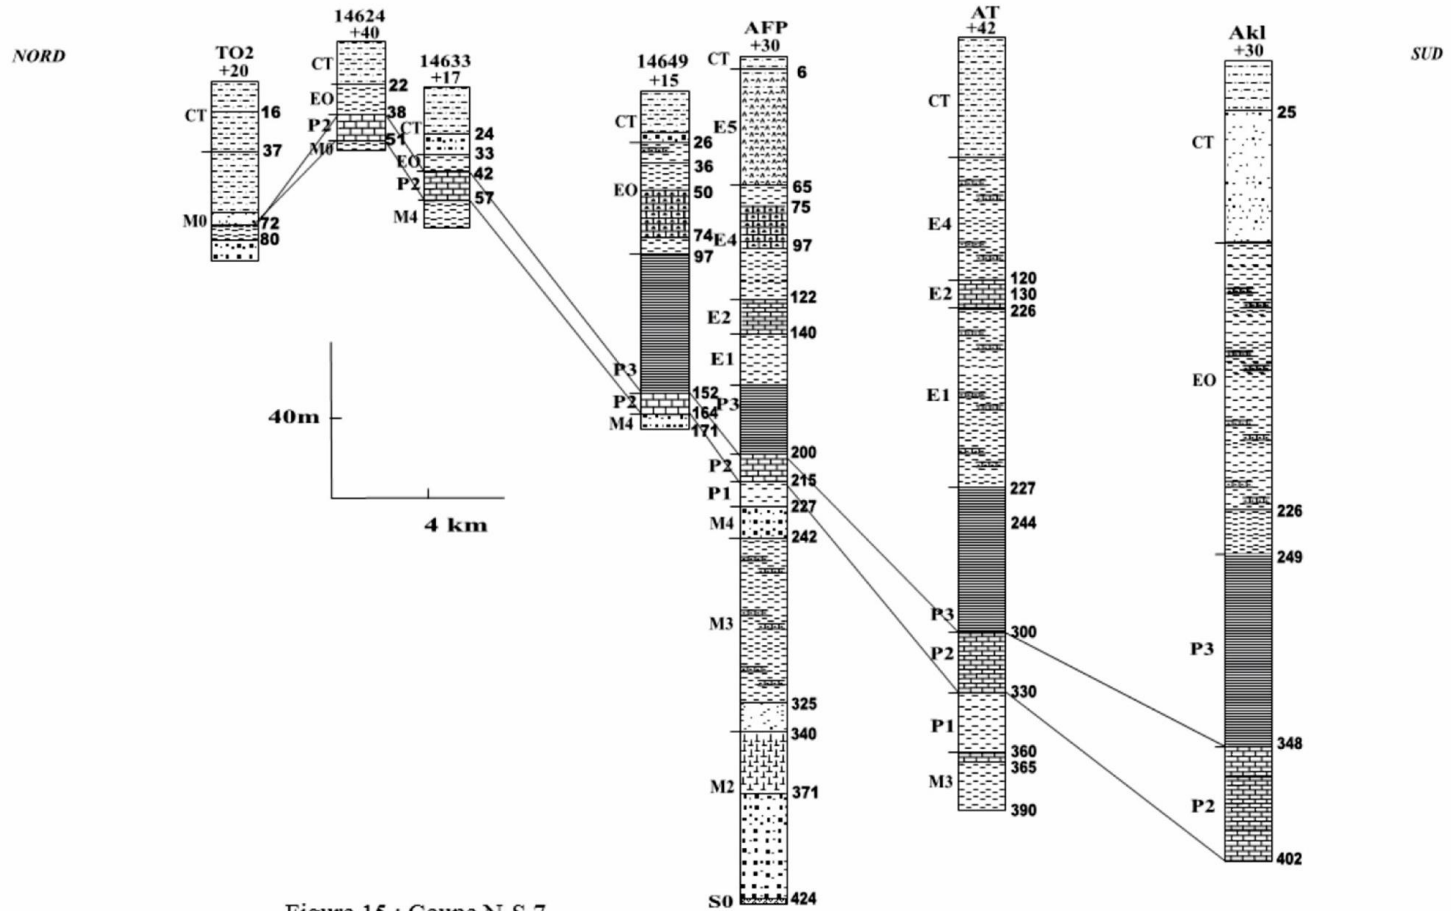 NORD
SUD
TO2
+20
CT
16
37
M0
72
80
14624
+40
CT
22
EO
38
P2
51
M0
14633
+17
CT
24
33
EO
42
P2
57
M4
14649
+15
CT
26
36
EO
50
74
97
P3
152
P2
164
M4
171
AFP
+30
CT
6
E5
65
75
E4
97
122
E2
140
E1
P3
200
P2
215
P1
227
M4
242
M3
325
340
M2
371
S0
424
AT
+42
CT
E4
120
E2
130
226
E1
227
244
P3
300
P2
330
P1
360
365
M3
390
Akl
+30
25
CT
EO
226
249
P3
348
P2
402
40m
4 km
Figure 15 : Coupe N-S 7